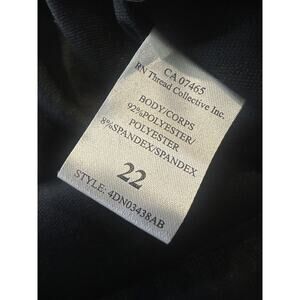 CA 07465
RN Thread Collective Inc.
BODY/CORPS
92%POLYESTER/
POLYESTER
8%SPANDEX/SPANDEX
22
STYLE: 4DN03438AB